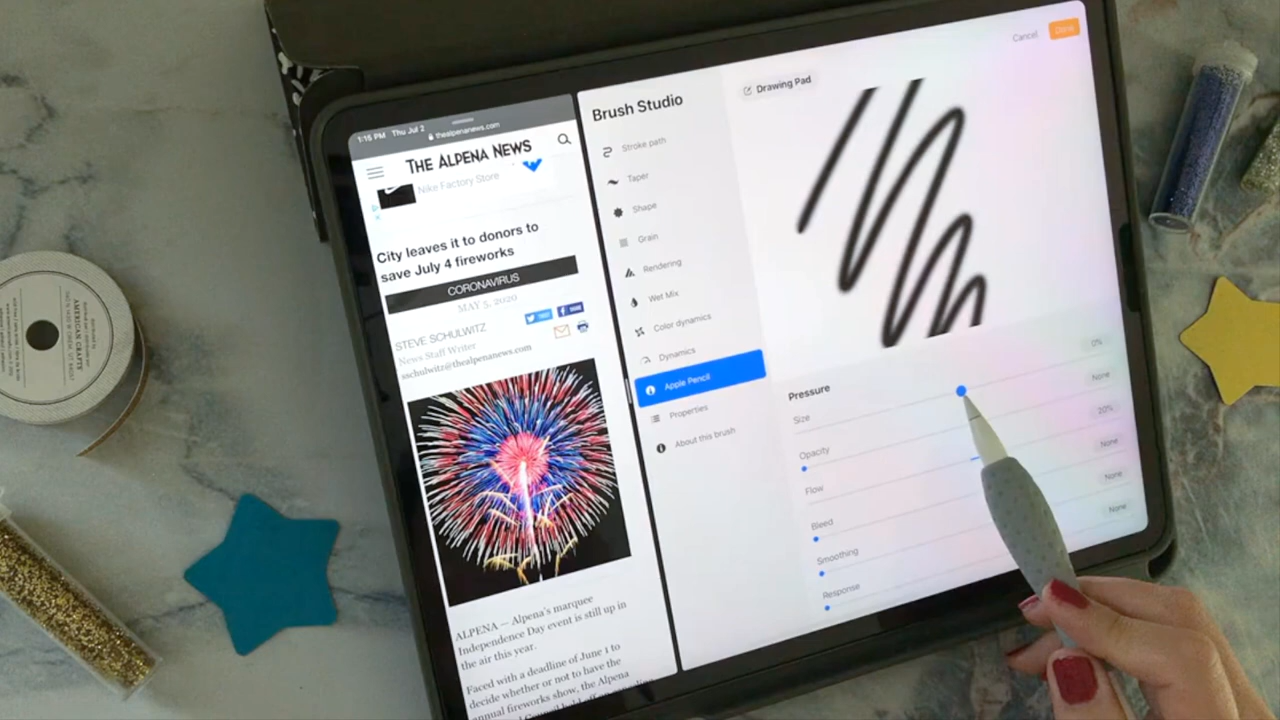 1:15 PM Thu Jul 2
thealpenanews.com
THE ALPENA NEWS
Nike Factory Store
City leaves it to donors to
save July 4 fireworks
CORONAVIRUS
MAY 5, 2020
STEVE SCHULWITZ
News Staff Writer
sschulwitz@thealpenanews.com
ALPENA — Alpena's marquee
Independence Day event is still up in
the air this year.
Faced with a deadline of June 1 to
decide whether or not to have the
annual fireworks show, the Alpena
Brush Studio
Stroke path
Taper
Shape
Grain
Rendering
Wet Mix
Color dynamics
Dynamics
Apple Pencil
Properties
About this brush
Drawing Pad
Cancel
Done
Pressure
Size
0%
Opacity
None
Flow
20%
Bleed
None
Smoothing
None
Response
None
AMERICAN CRAFTS